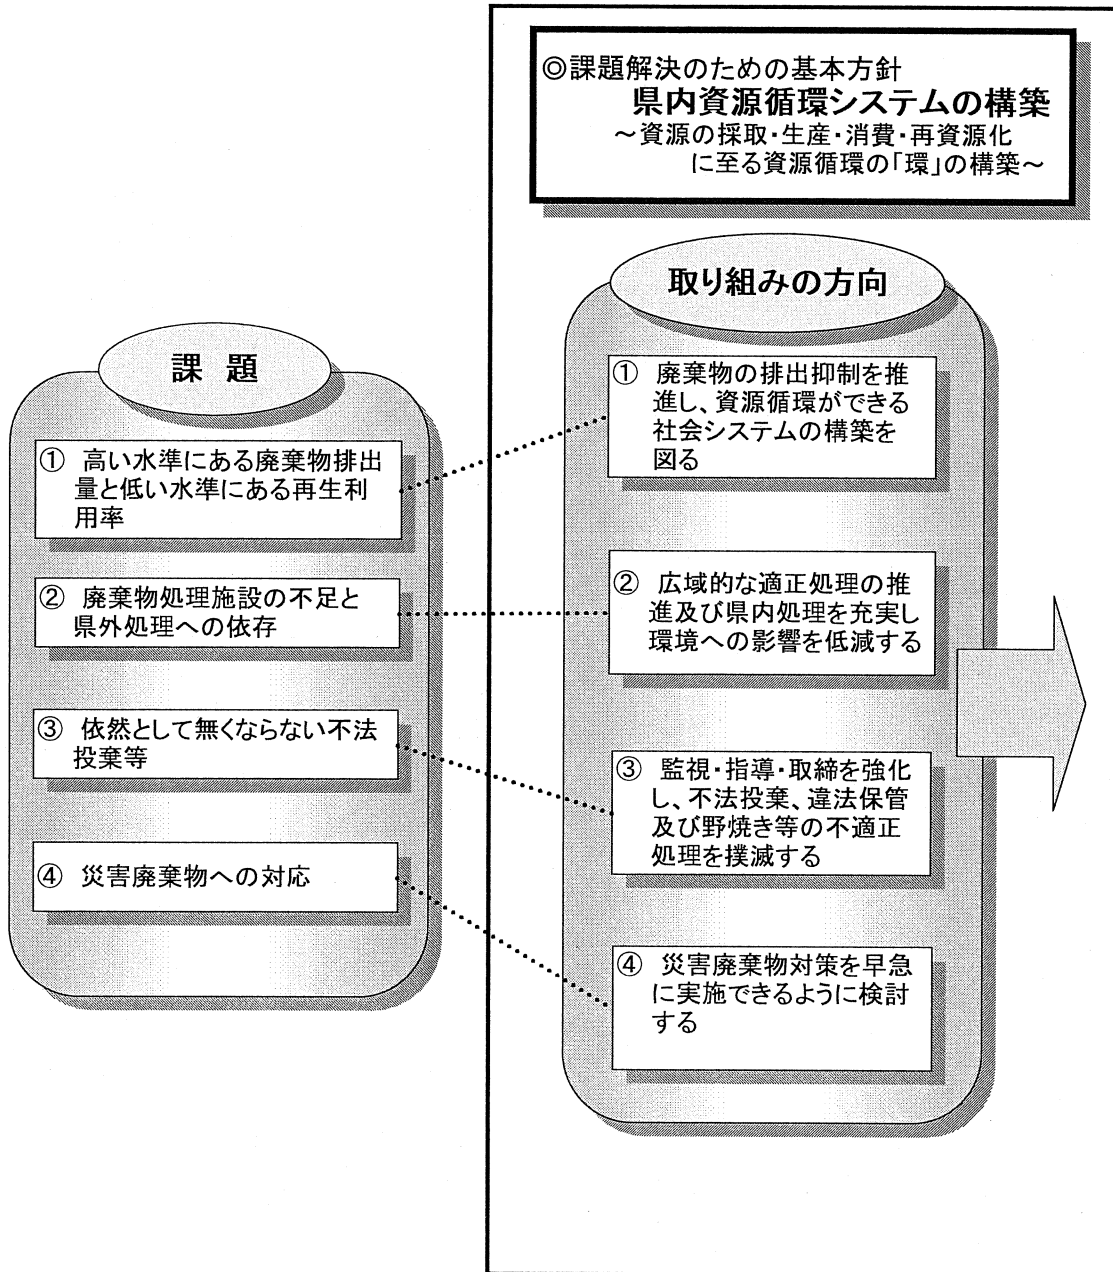 ◎課題解決のための基本方針
県内資源循環システムの構築
～資源の採取・生産・消費・再資源化
に至る資源循環の「環」の構築～
課 題
① 高い水準にある廃棄物排出
量と低い水準にある再生利
用率
② 廃棄物処理施設の不足と
県外処理への依存
③ 依然として無くならない不法
投棄等
④ 災害廃棄物への対応
取り組みの方向
① 廃棄物の排出抑制を推
進し、資源循環ができる
社会システムの構築を
図る
② 広域的な適正処理の推
進及び県内処理を充実し
環境への影響を低減する
③ 監視・指導・取締を強化
し、不法投棄、違法保管
及び野焼き等の不適正
処理を撲滅する
④ 災害廃棄物対策を早急
に実施できるように検討
する